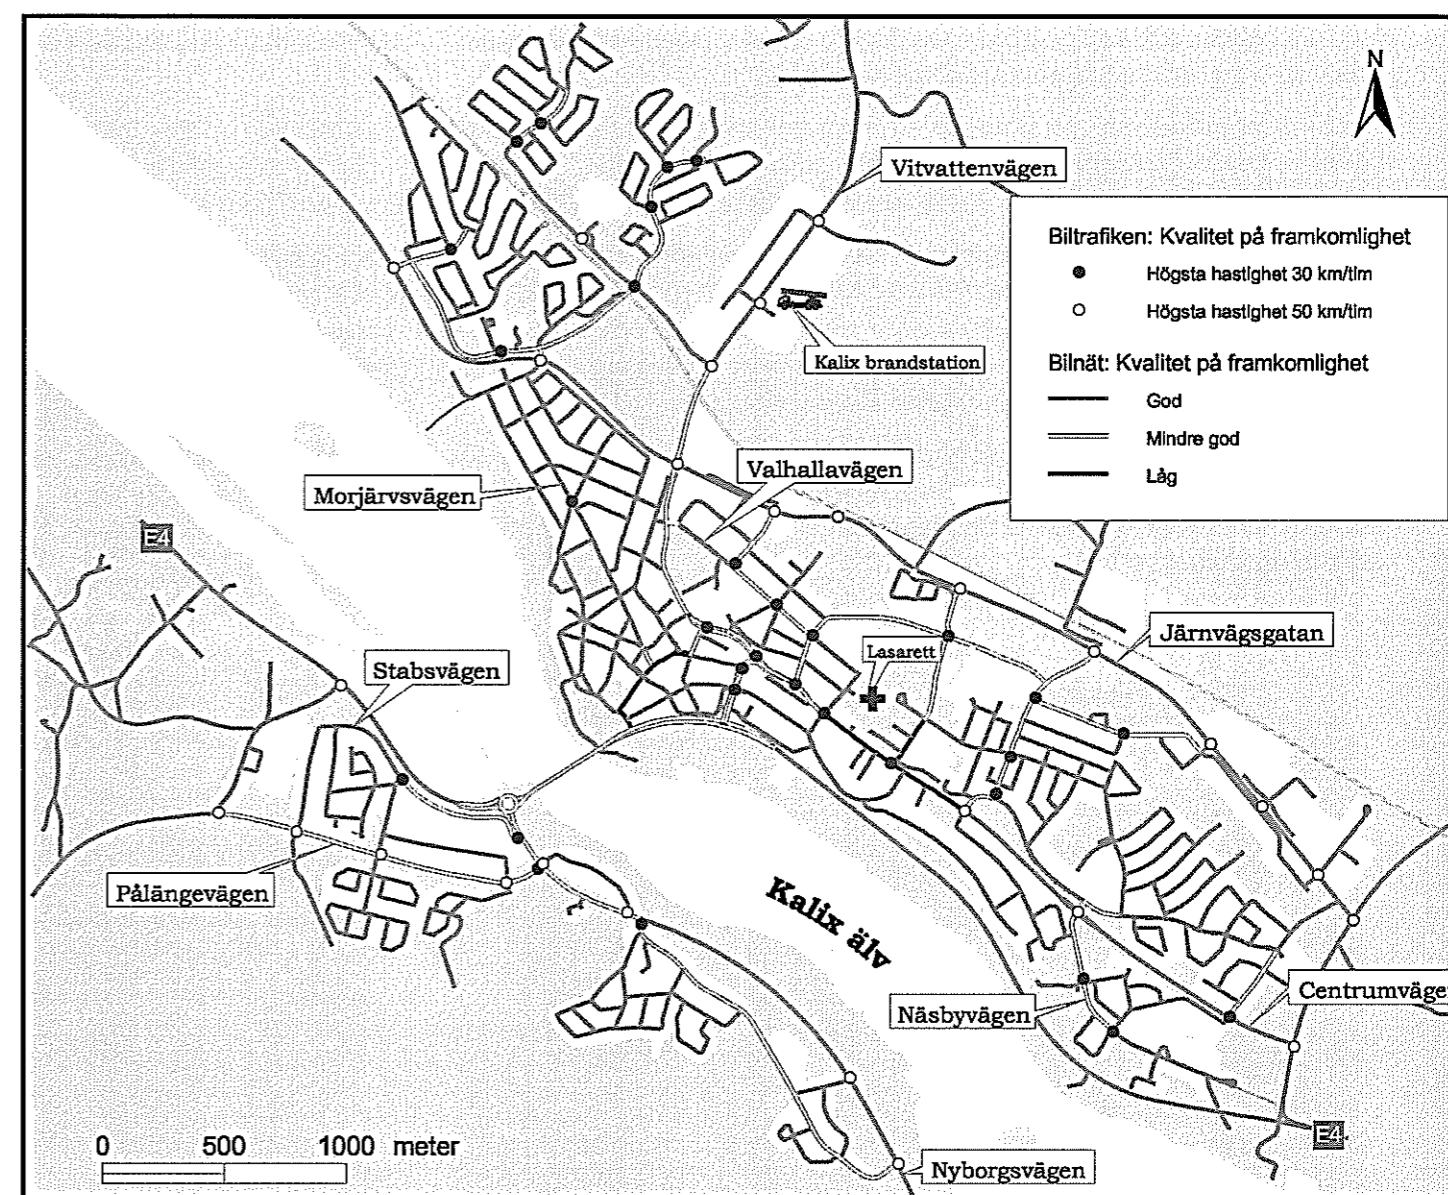 N
Vitvattenvägen
Biltrafiken: Kvalitet på framkomlighet
Högsta hastighet 30 km/tim
Högsta hastighet 50 km/tim
Kalix brandstation
Bilnät: Kvalitet på framkomlighet
God
Mindre god
Låg
Valhallavägen
Morjärvsvägen
E4
Järnvägsgatan
Lasarett
Stabsvägen
Pålängevägen
Kalix älv
Centrumväge
Näsbyvägen
E4
0 500 1000 meter
Nyborgsvägen